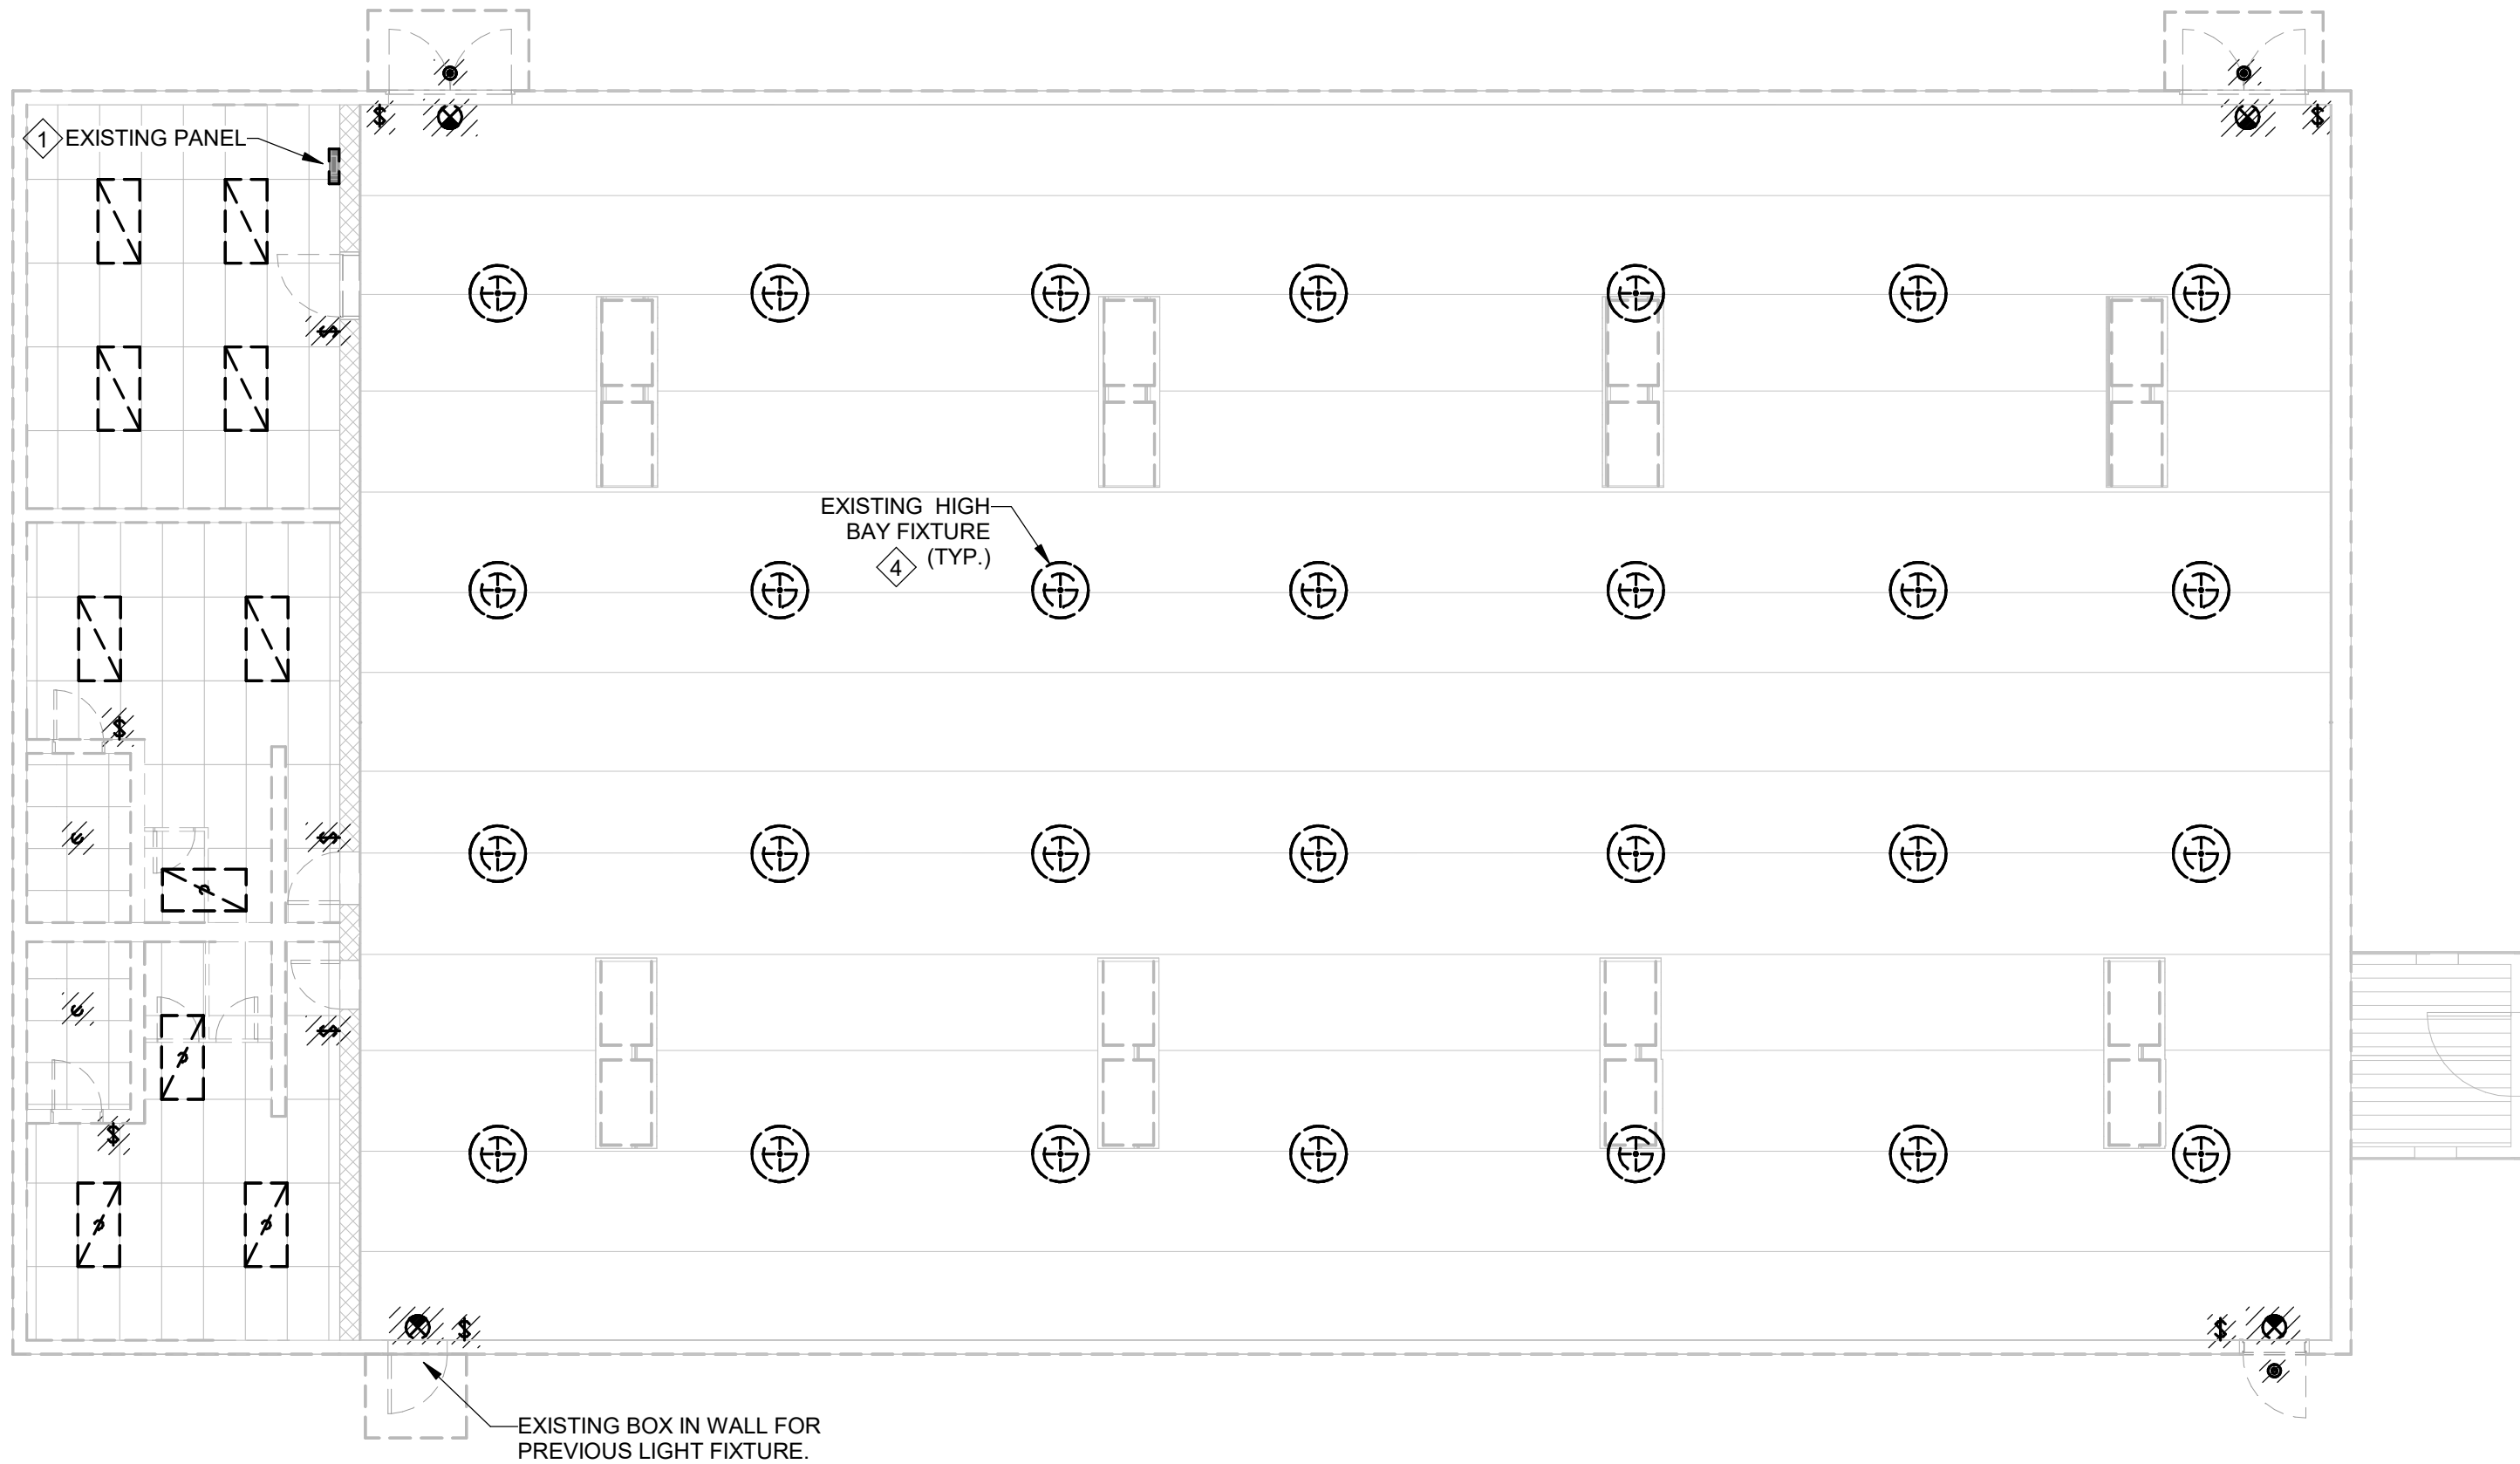 1 EXISTING PANEL
EXISTING HIGH
BAY FIXTURE
4 (TYP.)
EXISTING BOX IN WALL FOR
PREVIOUS LIGHT FIXTURE.